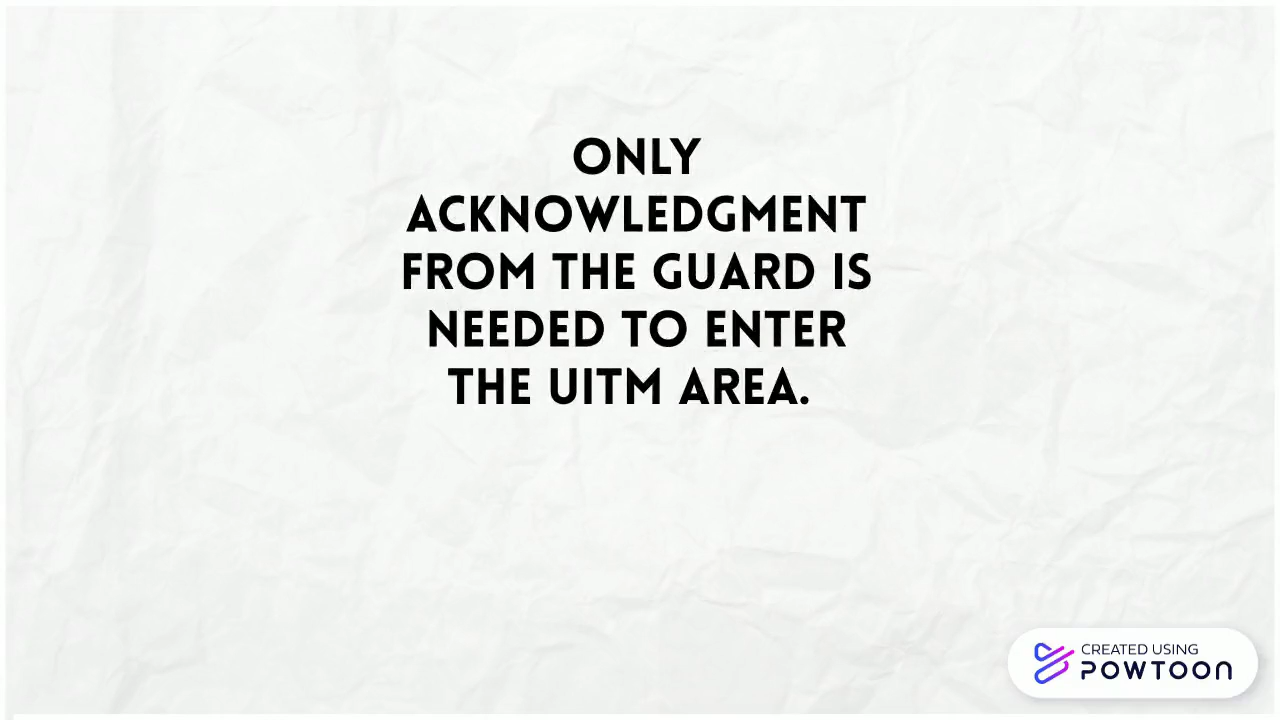 ONLY
ACKNOWLEDGMENT
FROM THE GUARD IS
NEEDED TO ENTER
THE UITM AREA.
CREATED USING
POWTOON